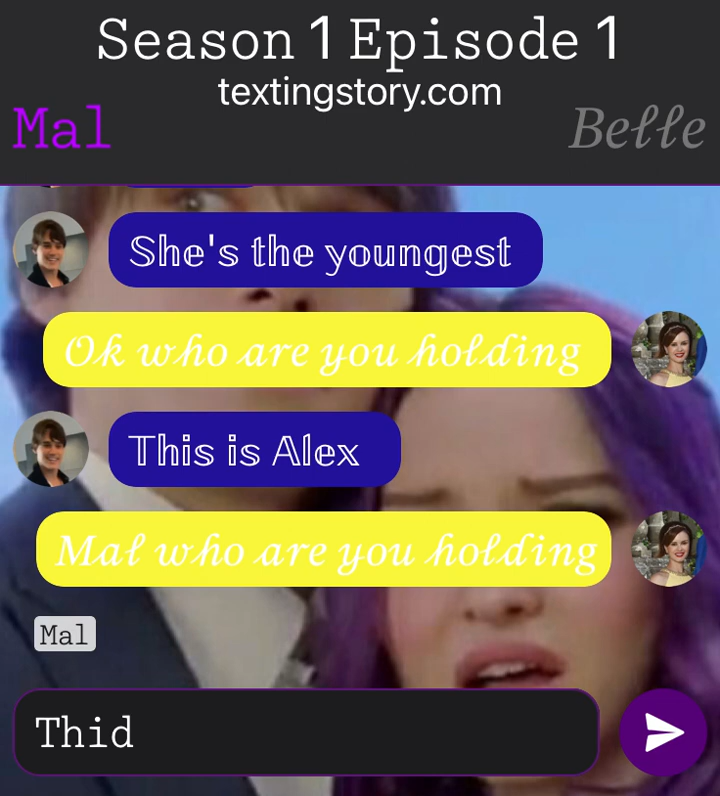 Season 1 Episode 1
textingstory.com
Mal
Belle
She's the youngest
Ok who are you holding
This is Alex
Mal who are you holding
Mal
Thid